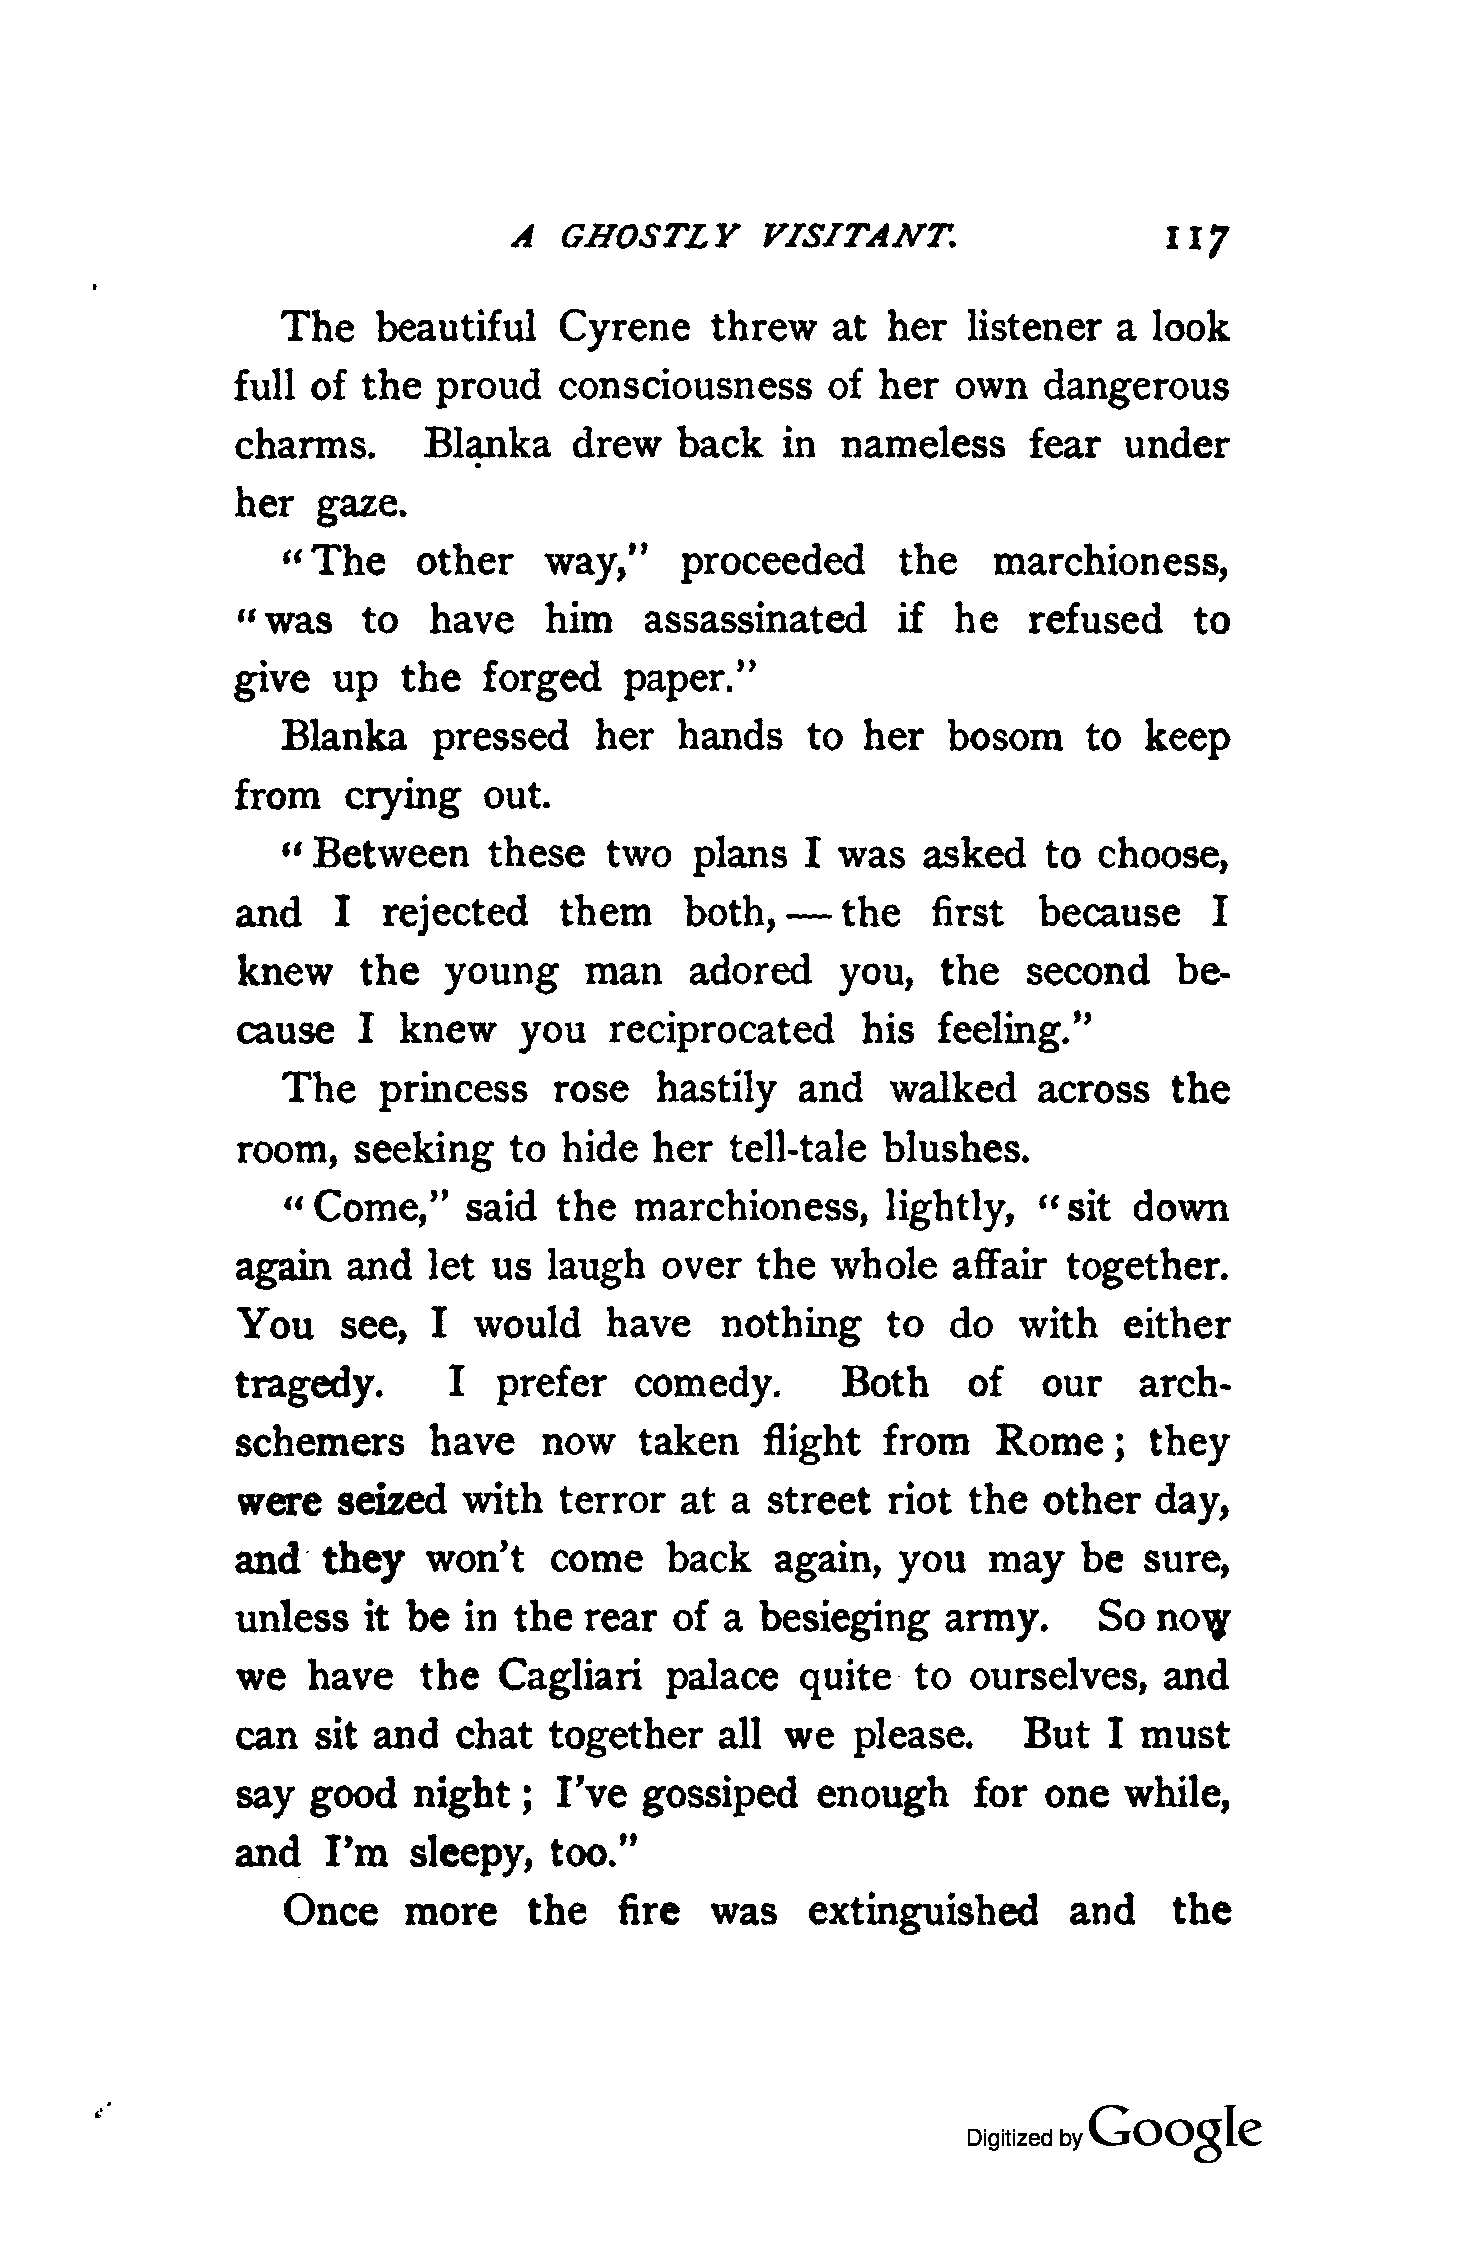 A GHOSTLY VISITANT. 117
The beautiful Cyrene threw at her listener a look
full of the proud consciousness of her own dangerous
charms. Blanka drew back in nameless fear under
her gaze.
"The other way," proceeded the marchioness,
"was to have him assassinated if he refused to
give up the forged paper."
Blanka pressed her hands to her bosom to keep
from crying out.
"Between these two plans I was asked to choose,
and I rejected them both,—the first because I
knew the young man adored you, the second be-
cause I knew you reciprocated his feeling."
The princess rose hastily and walked across the
room, seeking to hide her tell-tale blushes.
"Come," said the marchioness, lightly, "sit down
again and let us laugh over the whole affair together.
You see, I would have nothing to do with either
tragedy. I prefer comedy. Both of our arch-
schemers have now taken flight from Rome; they
were seized with terror at a street riot the other day,
and they won't come back again, you may be sure,
unless it be in the rear of a besieging army. So now
we have the Cagliari palace quite to ourselves, and
can sit and chat together all we please. But I must
say good night; I've gossiped enough for one while,
and I'm sleepy, too."
Once more the fire was extinguished and the
Digitized by Google